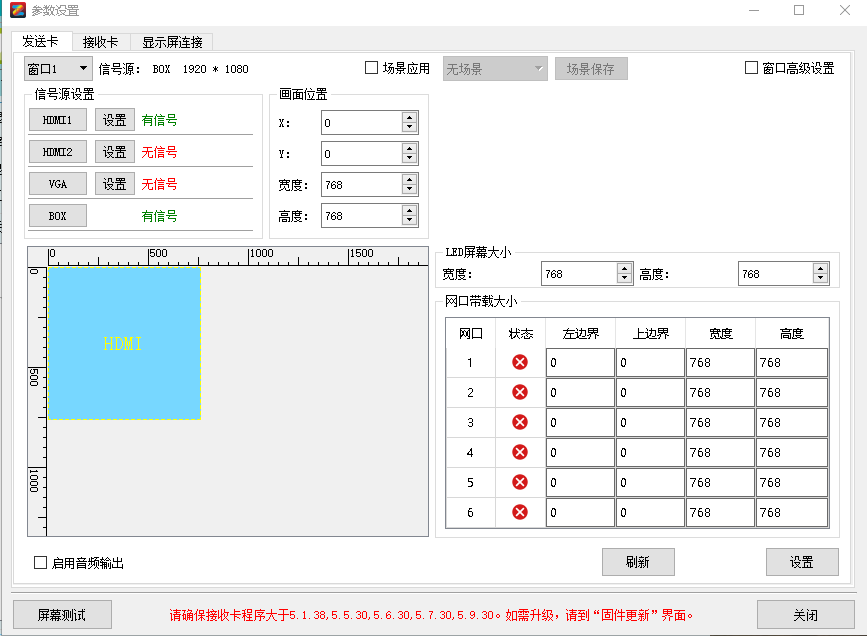 参数设置
发送卡 接收卡 显示屏连接
窗口1 信号源： BOX 1920 * 1080 场景应用 无场景 场景保存 窗口高级设置
信号源设置 画面位置
HDMI1 设置 有信号 X： 0
HDMI2 设置 无信号 Y： 0
VGA 设置 无信号 宽度： 768
BOX 有信号 高度： 768
LED屏幕大小
宽度： 768 高度： 768
0 500 1000 1500
0
500
1000
HDMI
网口带载大小
网口 状态 左边界 上边界 宽度 高度
1 0 0 768 768
2 0 0 768 768
3 0 0 768 768
4 0 0 768 768
5 0 0 768 768
6 0 0 768 768
启用音频输出 刷新 设置
屏幕测试 请确保接收卡程序大于5.1.38,5.5.30,5.6.30,5.7.30,5.9.30。如需升级，请到“固件更新”界面。 关闭